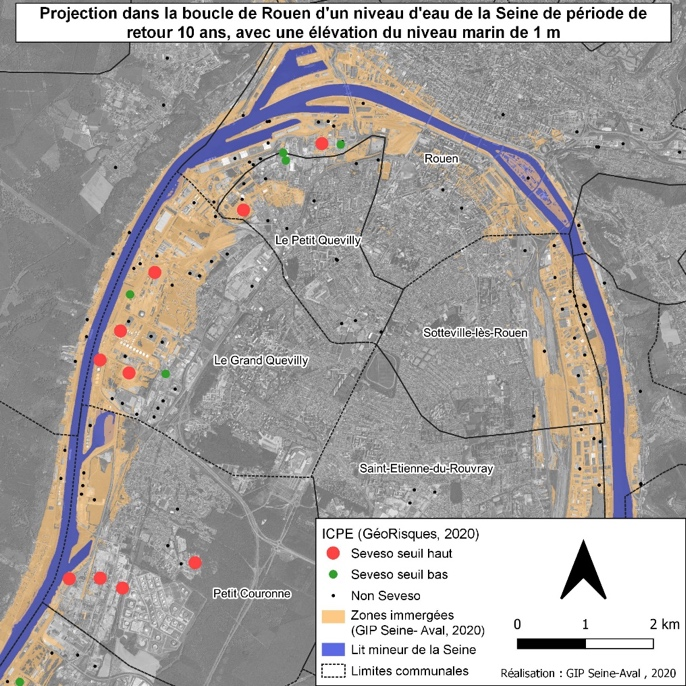 Projection dans la boucle de Rouen d'un niveau d'eau de la Seine de période de
retour 10 ans, avec une élévation du niveau marin de 1 m
Rouen
Le Petit Quevilly
Sotteville-lès-Rouen
Le Grand Quevilly
Saint-Etienne-du-Rouvray
Petit Couronne
ICPE (GéoRisques, 2020)
Seveso seuil haut
Seveso seuil bas
Non Seveso
Zones immergées
(GIP Seine- Aval, 2020)
Lit mineur de la Seine
Limites communales
0 1 2 km
Réalisation : GIP Seine-Aval , 2020